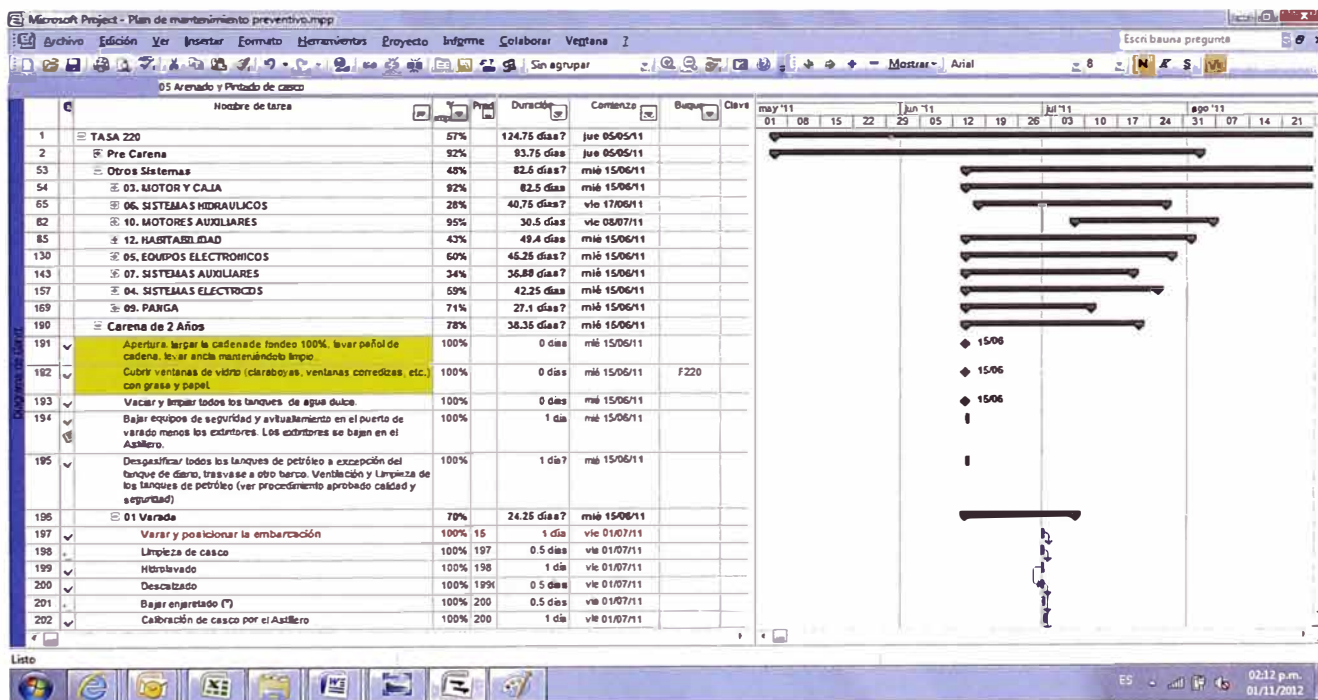 Microsoft Project - Plan de mantenimiento preventivo.mpp
Archivo Edición Ver Insertar Formato Herramientas Proyecto Informe Colaborar Ventana ?
Escriba una pregunta
Sin agrupar Mostrar Arial 8 N K S
05 Arenado y Pintado de casco
Nombre de tarea % Pred Duración Comienzo Buque Clave
may '11 jun '11 jul '11 ago '11
01 08 15 22 29 05 12 19 26 03 10 17 24 31 07 14 21
1 TASA 220 57% 124.75 días? jue 05/05/11
2 Pre Carena 92% 93.75 días jue 05/05/11
53 Otros Sistemas 48% 82.5 días? mié 15/06/11
54 03. MOTOR Y CAJA 92% 82.5 días mié 15/06/11
65 06. SISTEMAS HIDRAULICOS 28% 40,75 días? vie 17/06/11
82 10. MOTORES AUXILIARES 95% 30.5 días vie 08/07/11
85 12. HABITABILIDAD 43% 49.4 días mié 15/06/11
130 05. EQUIPOS ELECTRONICOS 60% 45.25 días? mié 15/06/11
143 07. SISTEMAS AUXILIARES 34% 36.88 días? mié 15/06/11
157 04. SISTEMAS ELECTRICOS 59% 42.25 días? mié 15/06/11
169 09. PANGA 71% 27.1 días? mié 15/06/11
190 Carena de 2 Años 78% 38.35 días? mié 15/06/11
191 Apertura, largar la cadena de fondeo 100%, lavar pañol de 100% 0 días mié 15/06/11 15/06
cadena, levar ancla manteniéndolo limpio.
192 Cubrir ventanas de vidrio (claraboyas, ventanas corredizas, etc.) 100% 0 días mié 15/06/11 F220 15/06
con grasa y papel.
193 Vaciar y limpiar todos los tanques de agua dulce. 100% 0 días mié 15/06/11 15/06
194 Bajar equipos de seguridad y avituallamiento en el puerto de 100% 1 día mié 15/06/11
varado menos los extintores. Los extintores se bajan en el
Astillero.
195 Desgasificar todos los tanques de petróleo a excepción del 100% 1 día? mié 15/06/11
tanque de diario, trasvase a otro barco. Ventilación y Limpieza de
los tanques de petróleo (ver procedimiento aprobado calidad y
seguridad)
196 01 Varada 70% 24.25 días? mié 15/06/11
197 Varar y posicionar la embarcación 100% 15 1 día vie 01/07/11
198 Limpieza de casco 100% 197 0.5 días vie 01/07/11
199 Hidrolavado 100% 198 1 día vie 01/07/11
200 Descalzado 100% 0.5 días vie 01/07/11
201 Bajar enjaretado (*) 100% 200 0.5 días vie 01/07/11
202 Calibración de casco por el Astillero 100% 200 1 día vie 01/07/11
Diagrama de Gantt
Listo
ES 02:12 p.m.
01/11/2012